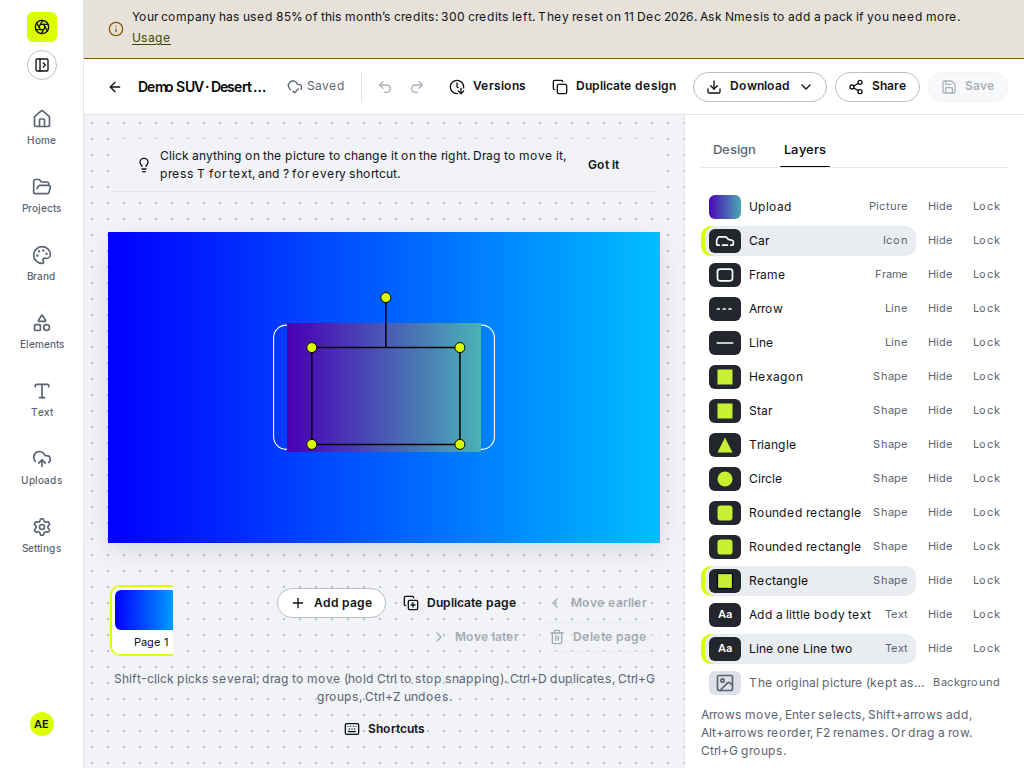 Your company has used 85% of this month's credits: 300 credits left. They reset on 11 Dec 2026. Ask Nmesis to add a pack if you need more.
Usage
Demo SUV · Desert ...
Saved
Versions
Duplicate design
Download
Share
Save
Home
Projects
Brand
Elements
Text
Uploads
Settings
AE
Click anything on the picture to change it on the right. Drag to move it,
press T for text, and ? for every shortcut.
Got it
Page 1
Add page
Duplicate page
Move earlier
Move later
Delete page
Shift-click picks several; drag to move (hold Ctrl to stop snapping). Ctrl+D duplicates, Ctrl+G
groups, Ctrl+Z undoes.
Shortcuts
Design
Layers
Upload Picture Hide Lock
Car Icon Hide Lock
Frame Frame Hide Lock
Arrow Line Hide Lock
Line Line Hide Lock
Hexagon Shape Hide Lock
Star Shape Hide Lock
Triangle Shape Hide Lock
Circle Shape Hide Lock
Rounded rectangle Shape Hide Lock
Rounded rectangle Shape Hide Lock
Rectangle Shape Hide Lock
Aa Add a little body text Text Hide Lock
Aa Line one Line two Text Hide Lock
The original picture (kept as... Background
Arrows move, Enter selects, Shift+arrows add,
Alt+arrows reorder, F2 renames. Or drag a row.
Ctrl+G groups.